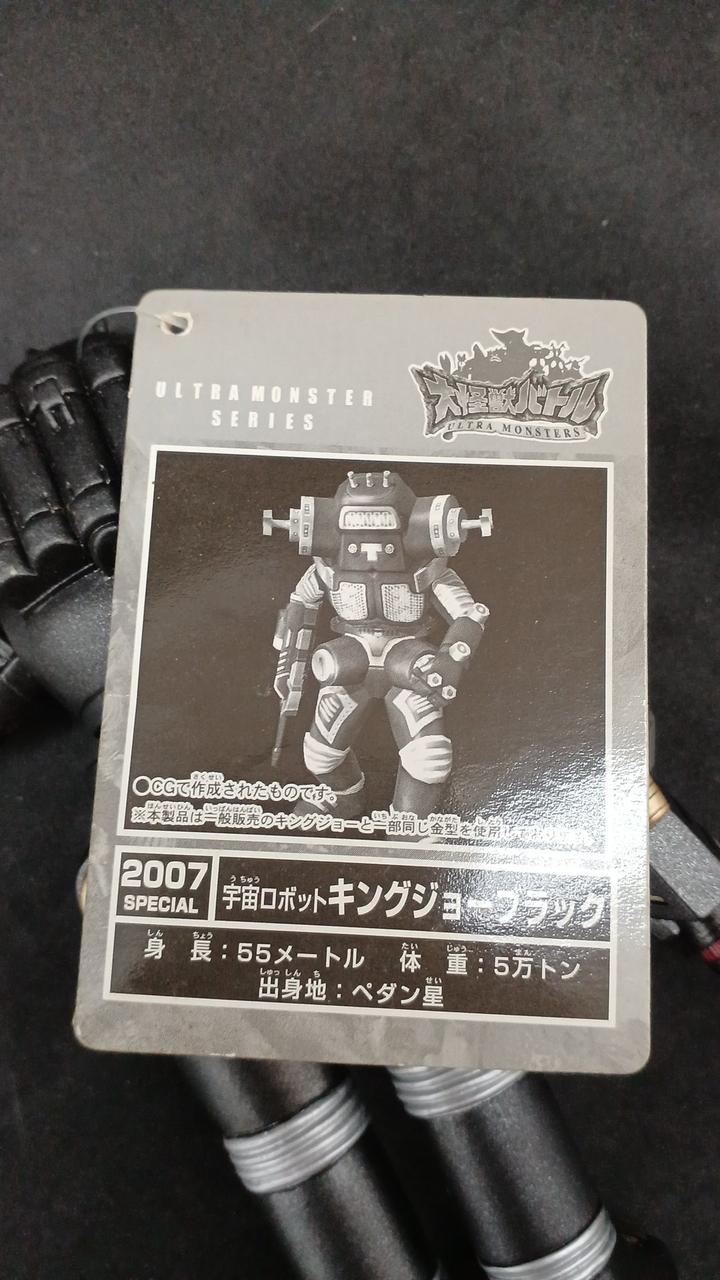 ULTRA MONSTER
SERIES
大怪獣バトル
ULTRA MONSTERS
○CGで作成されたものです。
※本製品は一般販売のキングジョーと一部同じ金型を使用しております。
2007
SPECIAL
宇宙ロボットキングジョーブラック
身長：55メートル 体重：5万トン
出身地：ペダン星